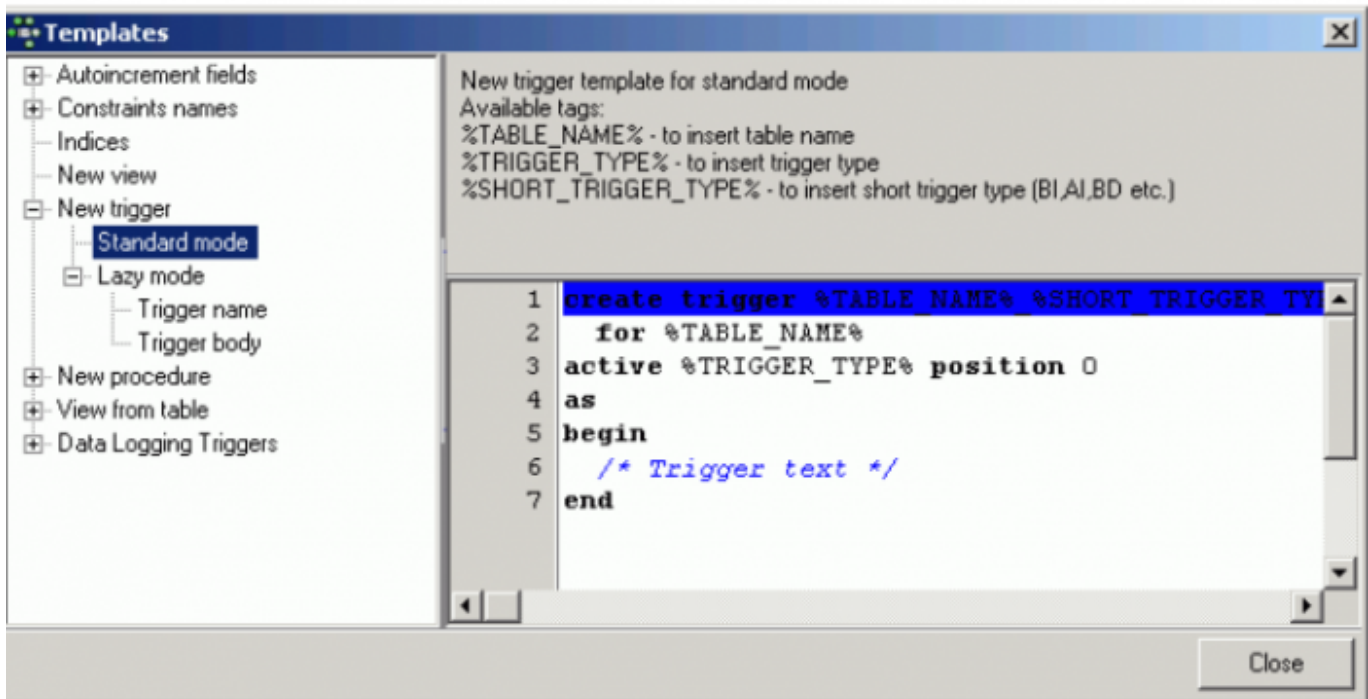 Templates
Autoincrement fields
Constraints names
Indices
New view
New trigger
Standard mode
Lazy mode
Trigger name
Trigger body
New procedure
View from table
Data Logging Triggers
New trigger template for standard mode
Available tags:
%TABLE_NAME% - to insert table name
%TRIGGER_TYPE% - to insert trigger type
%SHORT_TRIGGER_TYPE% - to insert short trigger type (BI,AI,BD etc.)
1 create trigger %TABLE_NAME%_%SHORT_TRIGGER_TY
2 for %TABLE_NAME%
3 active %TRIGGER_TYPE% position 0
4 as
5 begin
6 /* Trigger text */
7 end
Close